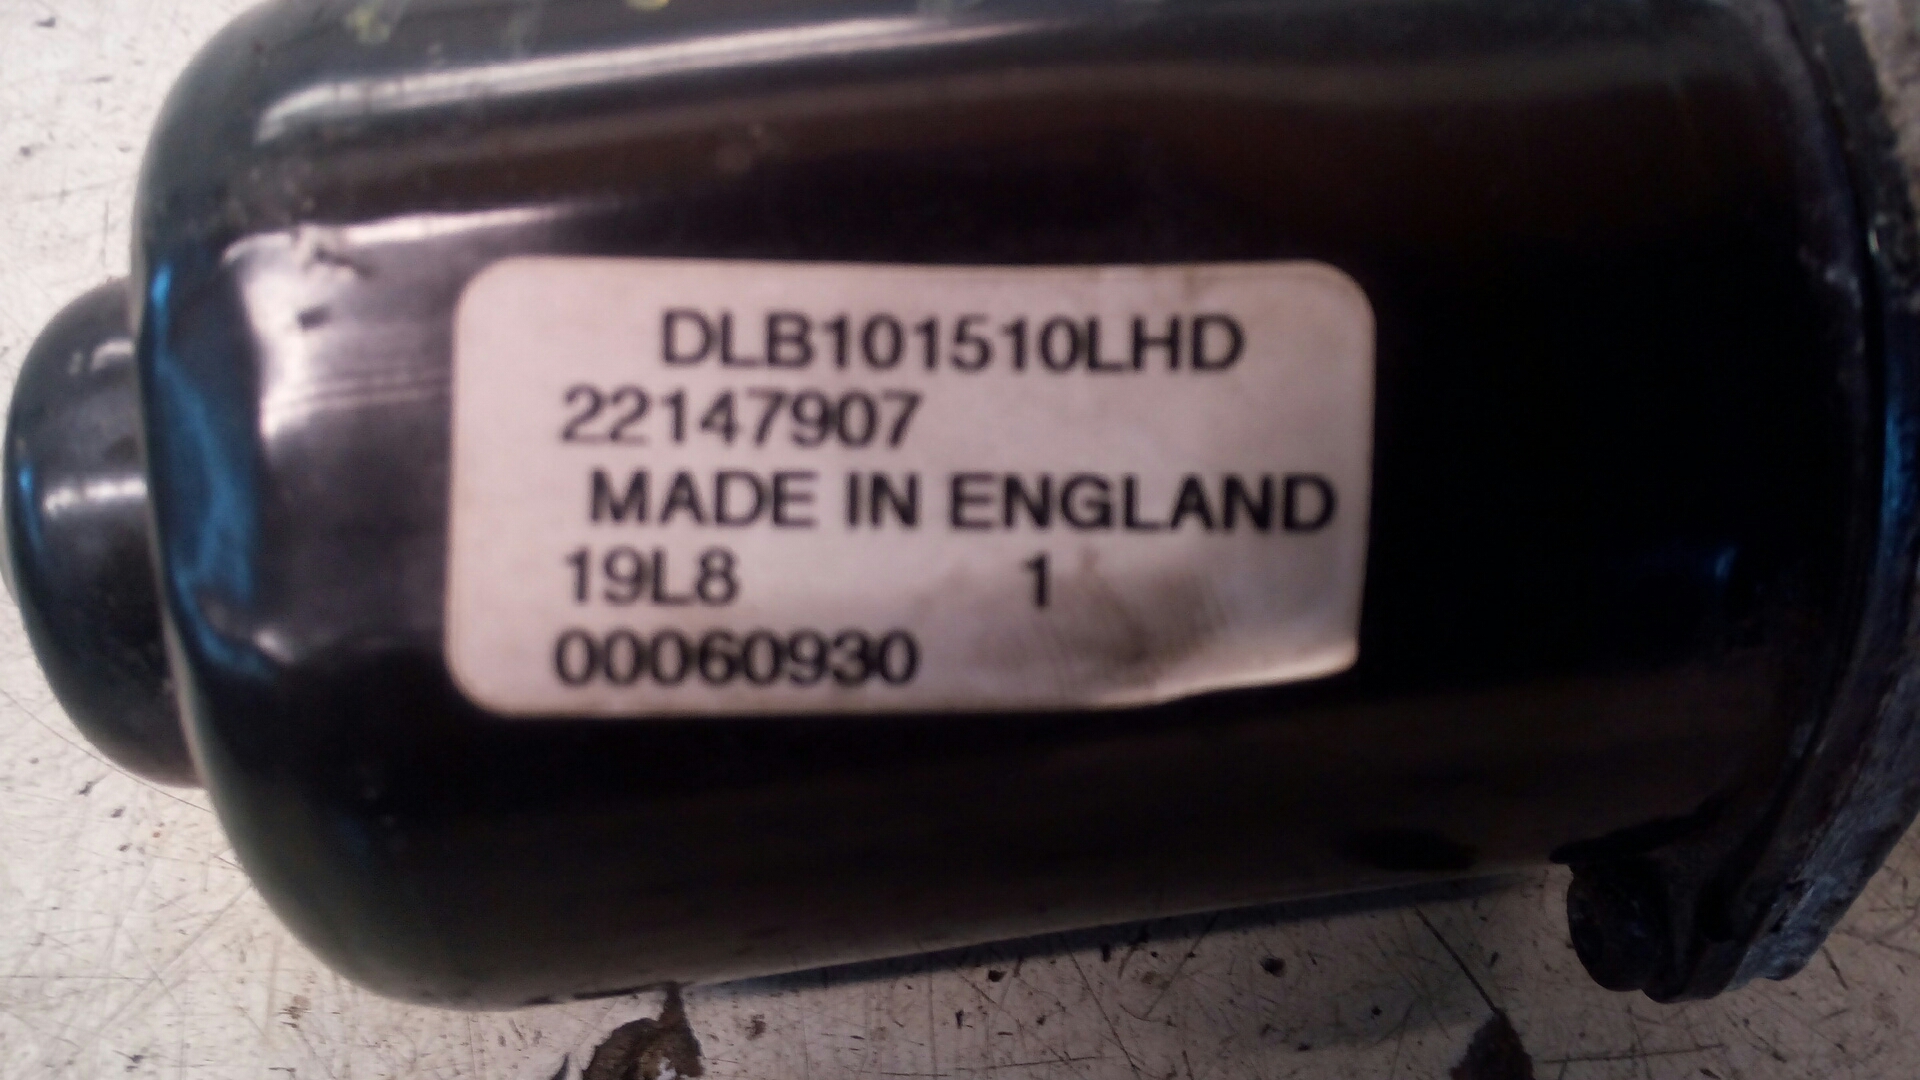 DLB101510LHD
22147907
MADE IN ENGLAND
19L8 1
00060930